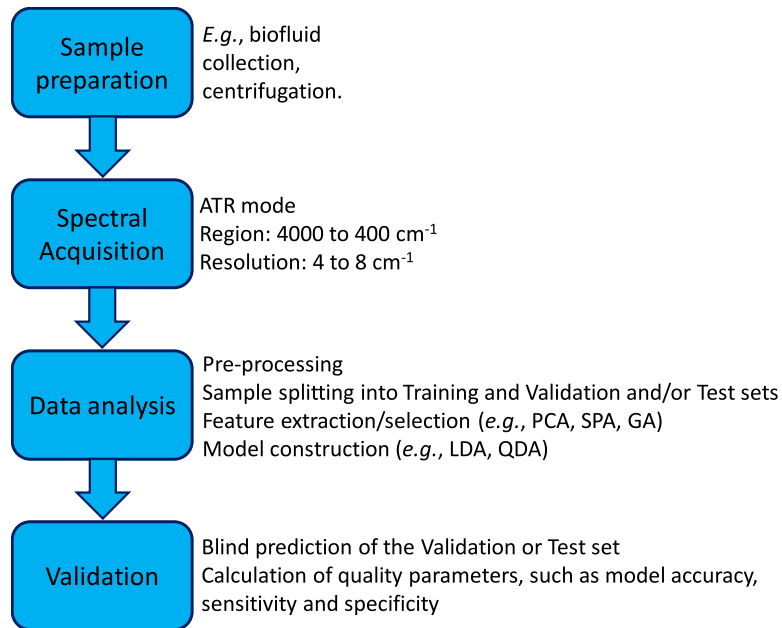 Sample
preparation
E.g., biofluid
collection,
centrifugation.
Spectral
Acquisition
ATR mode
Region: 4000 to 400 cm⁻¹
Resolution: 4 to 8 cm⁻¹
Data analysis
Pre-processing
Sample splitting into Training and Validation and/or Test sets
Feature extraction/selection (e.g., PCA, SPA, GA)
Model construction (e.g., LDA, QDA)
Validation
Blind prediction of the Validation or Test set
Calculation of quality parameters, such as model accuracy,
sensitivity and specificity